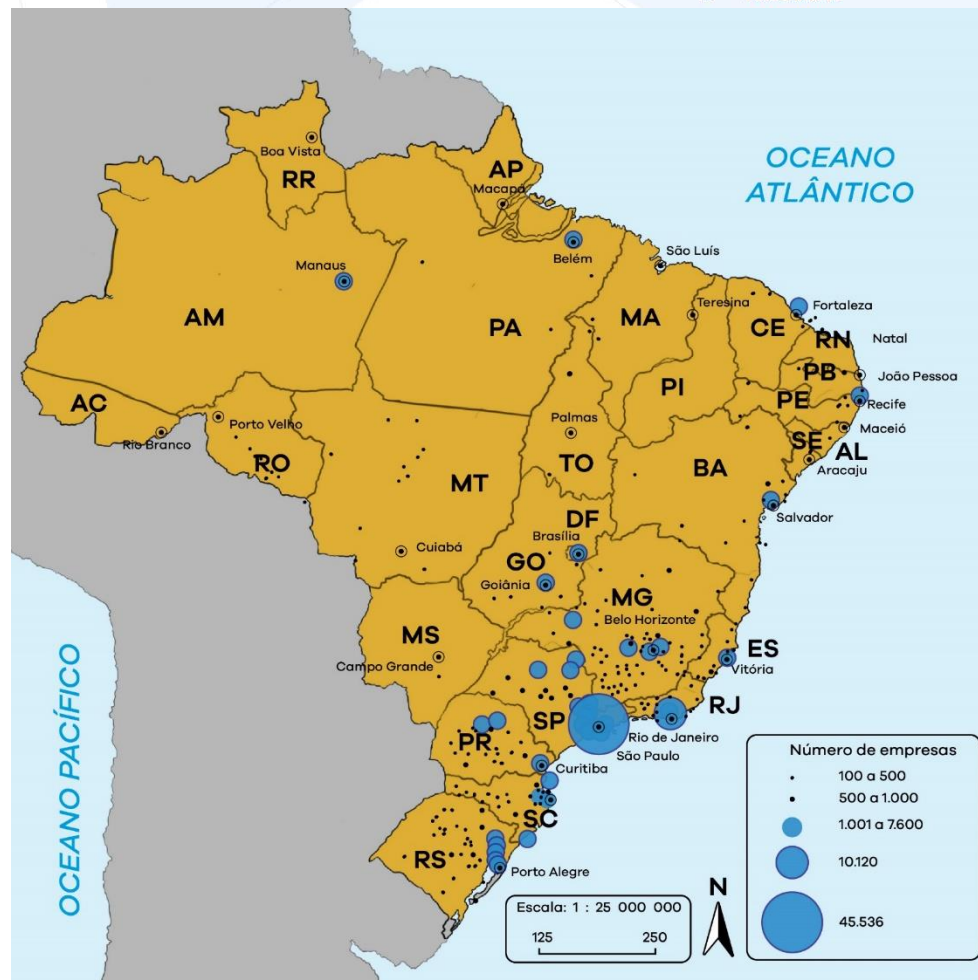 OCEANO
ATLÂNTICO
Boa Vista
RR
AP
Macapá
Belém
São Luís
Manaus
AM
PA
MA
Teresina
CE
Fortaleza
RN
Natal
PB
João Pessoa
PI
PE
Recife
AC
Rio Branco
Porto Velho
RO
Palmas
TO
Maceió
SE
AL
Aracaju
BA
MT
Salvador
DF
Brasília
Cuiabá
GO
Goiânia
MG
Belo Horizonte
MS
Campo Grande
ES
Vitória
RJ
SP
Rio de Janeiro
São Paulo
PR
Curitiba
SC
RS
Porto Alegre
OCEANO PACÍFICO
Número de empresas
100 a 500
500 a 1.000
1.001 a 7.600
10.120
45.536
N
Escala: 1 : 25 000 000
125 250